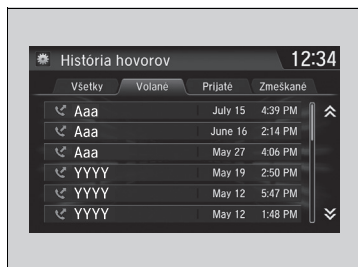 História hovorov 12:34
Všetky Volané Prijaté Zmeškané
Aaa July 15 4:39 PM
Aaa June 16 2:14 PM
Aaa May 27 4:06 PM
YYYY May 19 2:50 PM
YYYY May 12 5:47 PM
YYYY May 12 1:48 PM